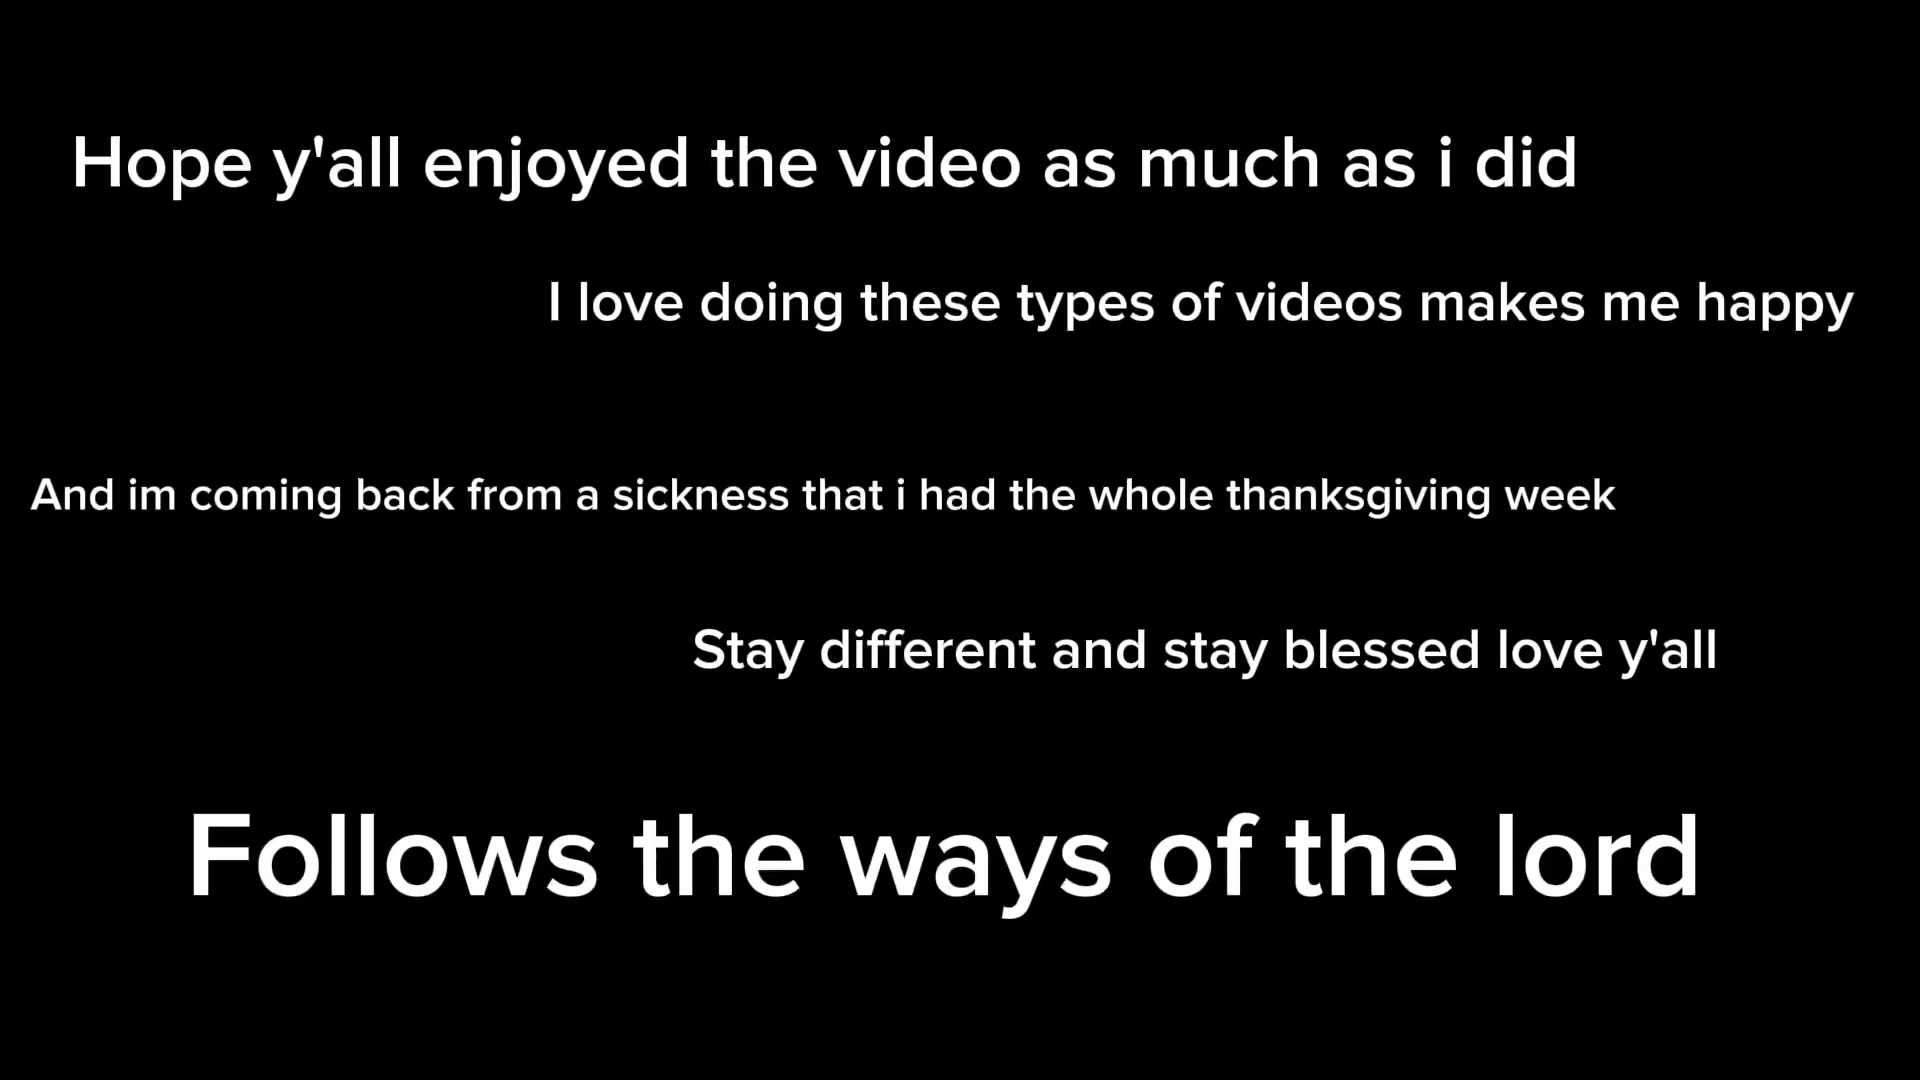 Hope y'all enjoyed the video as much as i did
I love doing these types of videos makes me happy
And im coming back from a sickness that i had the whole thanksgiving week
Stay different and stay blessed love y'all
Follows the ways of the lord